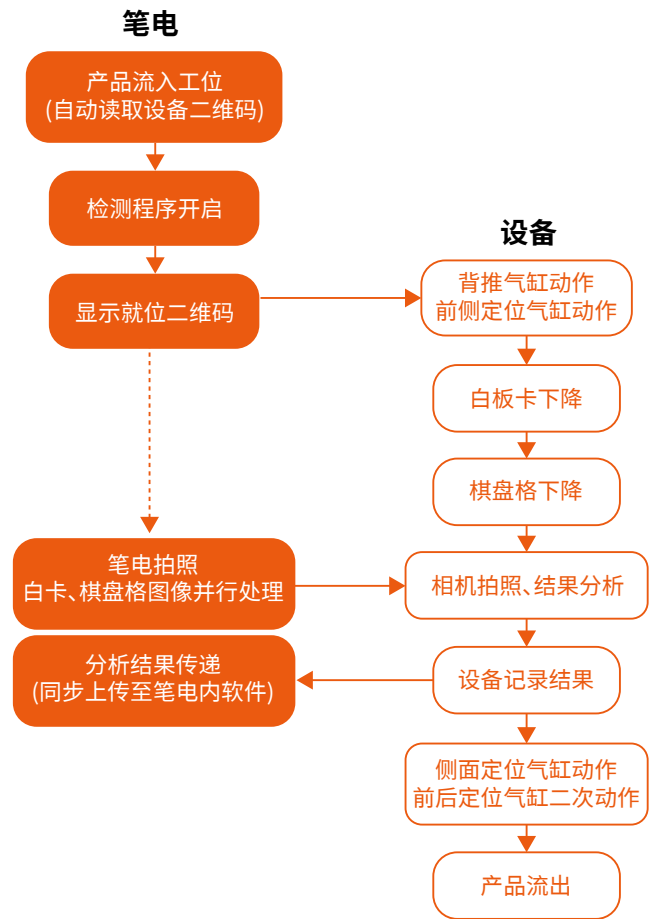 笔电
产品流入工位
(自动读取设备二维码)
检测程序开启
显示就位二维码
笔电拍照
白卡、棋盘格图像并行处理
分析结果传递
(同步上传至笔电内软件)
设备
背推气缸动作
前侧定位气缸动作
白板卡下降
棋盘格下降
相机拍照、结果分析
设备记录结果
侧面定位气缸动作
前后定位气缸二次动作
产品流出